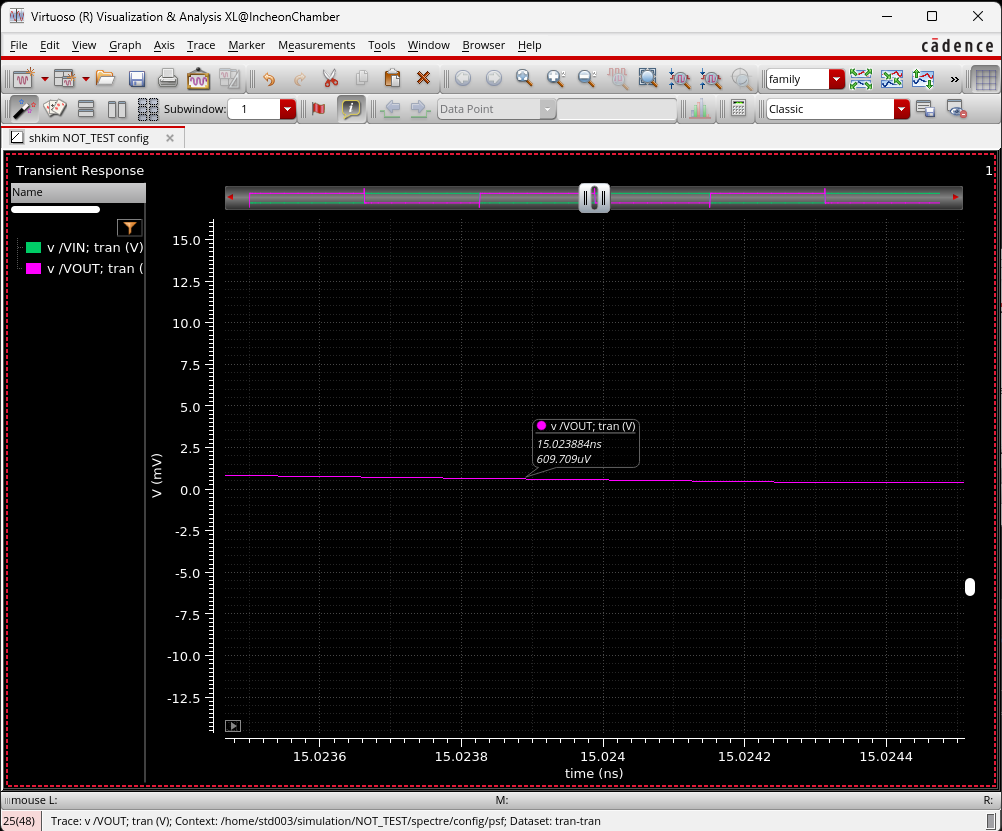 Virtuoso (R) Visualization & Analysis XL@IncheonChamber
File Edit View Graph Axis Trace Marker Measurements Tools Window Browser Help
cādence
family
»
Subwindow: 1
Data Point
Classic
shkim NOT_TEST config
Transient Response
1
Name
v /VIN; tran (V)
v /VOUT; tran (
V (mV)
15.0
12.5
10.0
7.5
5.0
2.5
0.0
-2.5
-5.0
-7.5
-10.0
-12.5
v /VOUT; tran (V)
15.023884ns
609.709uV
15.0236
15.0238
15.024
15.0242
15.0244
time (ns)
mouse L:
M:
R:
25(48)
Trace: v /VOUT; tran (V); Context: /home/std003/simulation/NOT_TEST/spectre/config/psf; Dataset: tran-tran